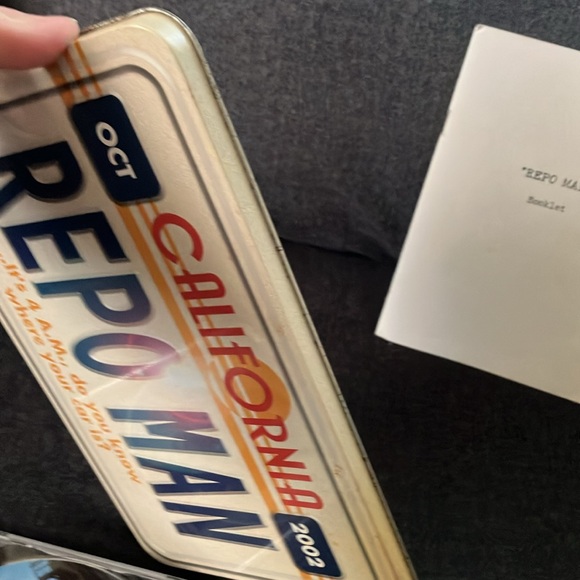 OCT
CALIFORNIA
2002
REPO MAN
It's 4 A.M., do you know
where your car is?
"REPO MA
Booklet